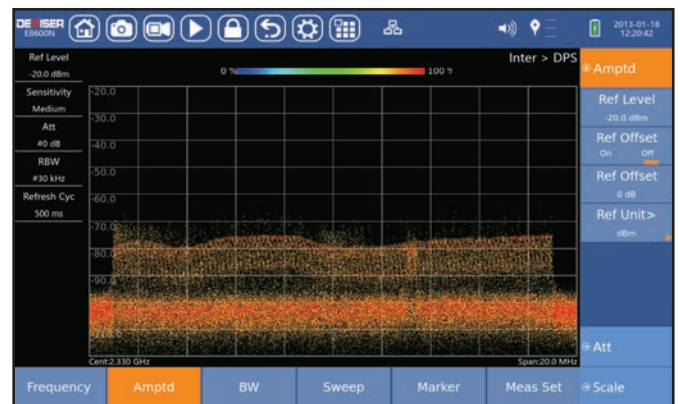 DEVISER
E8600N
2013-01-18
12:20:42
Ref Level
-20.0 dBm
Sensitivity
Medium
Att
#0 dB
RBW
#30 kHz
Refresh Cyc
500 ms
0 %
100 %
Inter > DPS
-20.0
-30.0
-40.0
-50.0
-60.0
-70.0
-80.0
-90.0
Cent:2.330 GHz
Span:20.0 MHz
Amptd
Ref Level
-20.0 dBm
Ref Offset
On Off
Ref Offset
0 dB
Ref Unit>
dBm
Att
Scale
Frequency
Amptd
BW
Sweep
Marker
Meas Set